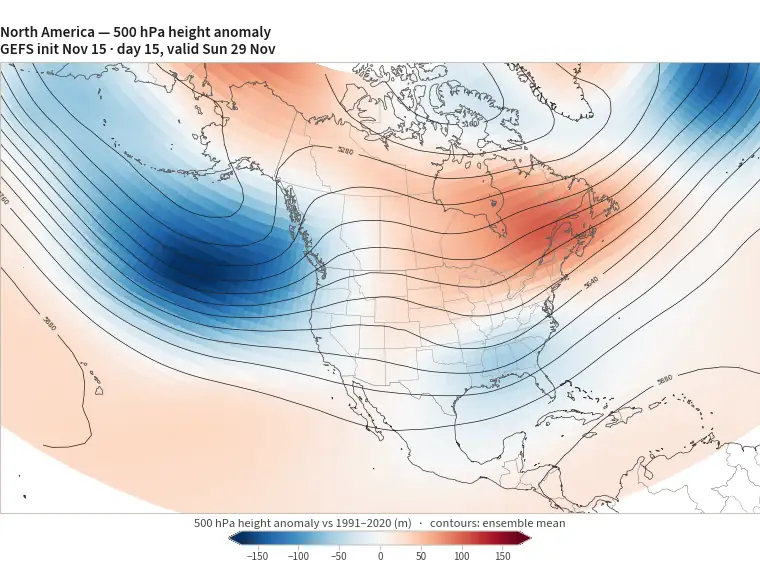 North America — 500 hPa height anomaly
GEFS init Nov 15 · day 15, valid Sun 29 Nov
5160
5280
5640
5880
5880
500 hPa height anomaly vs 1991–2020 (m) · contours: ensemble mean
−150 −100 −50 0 50 100 150